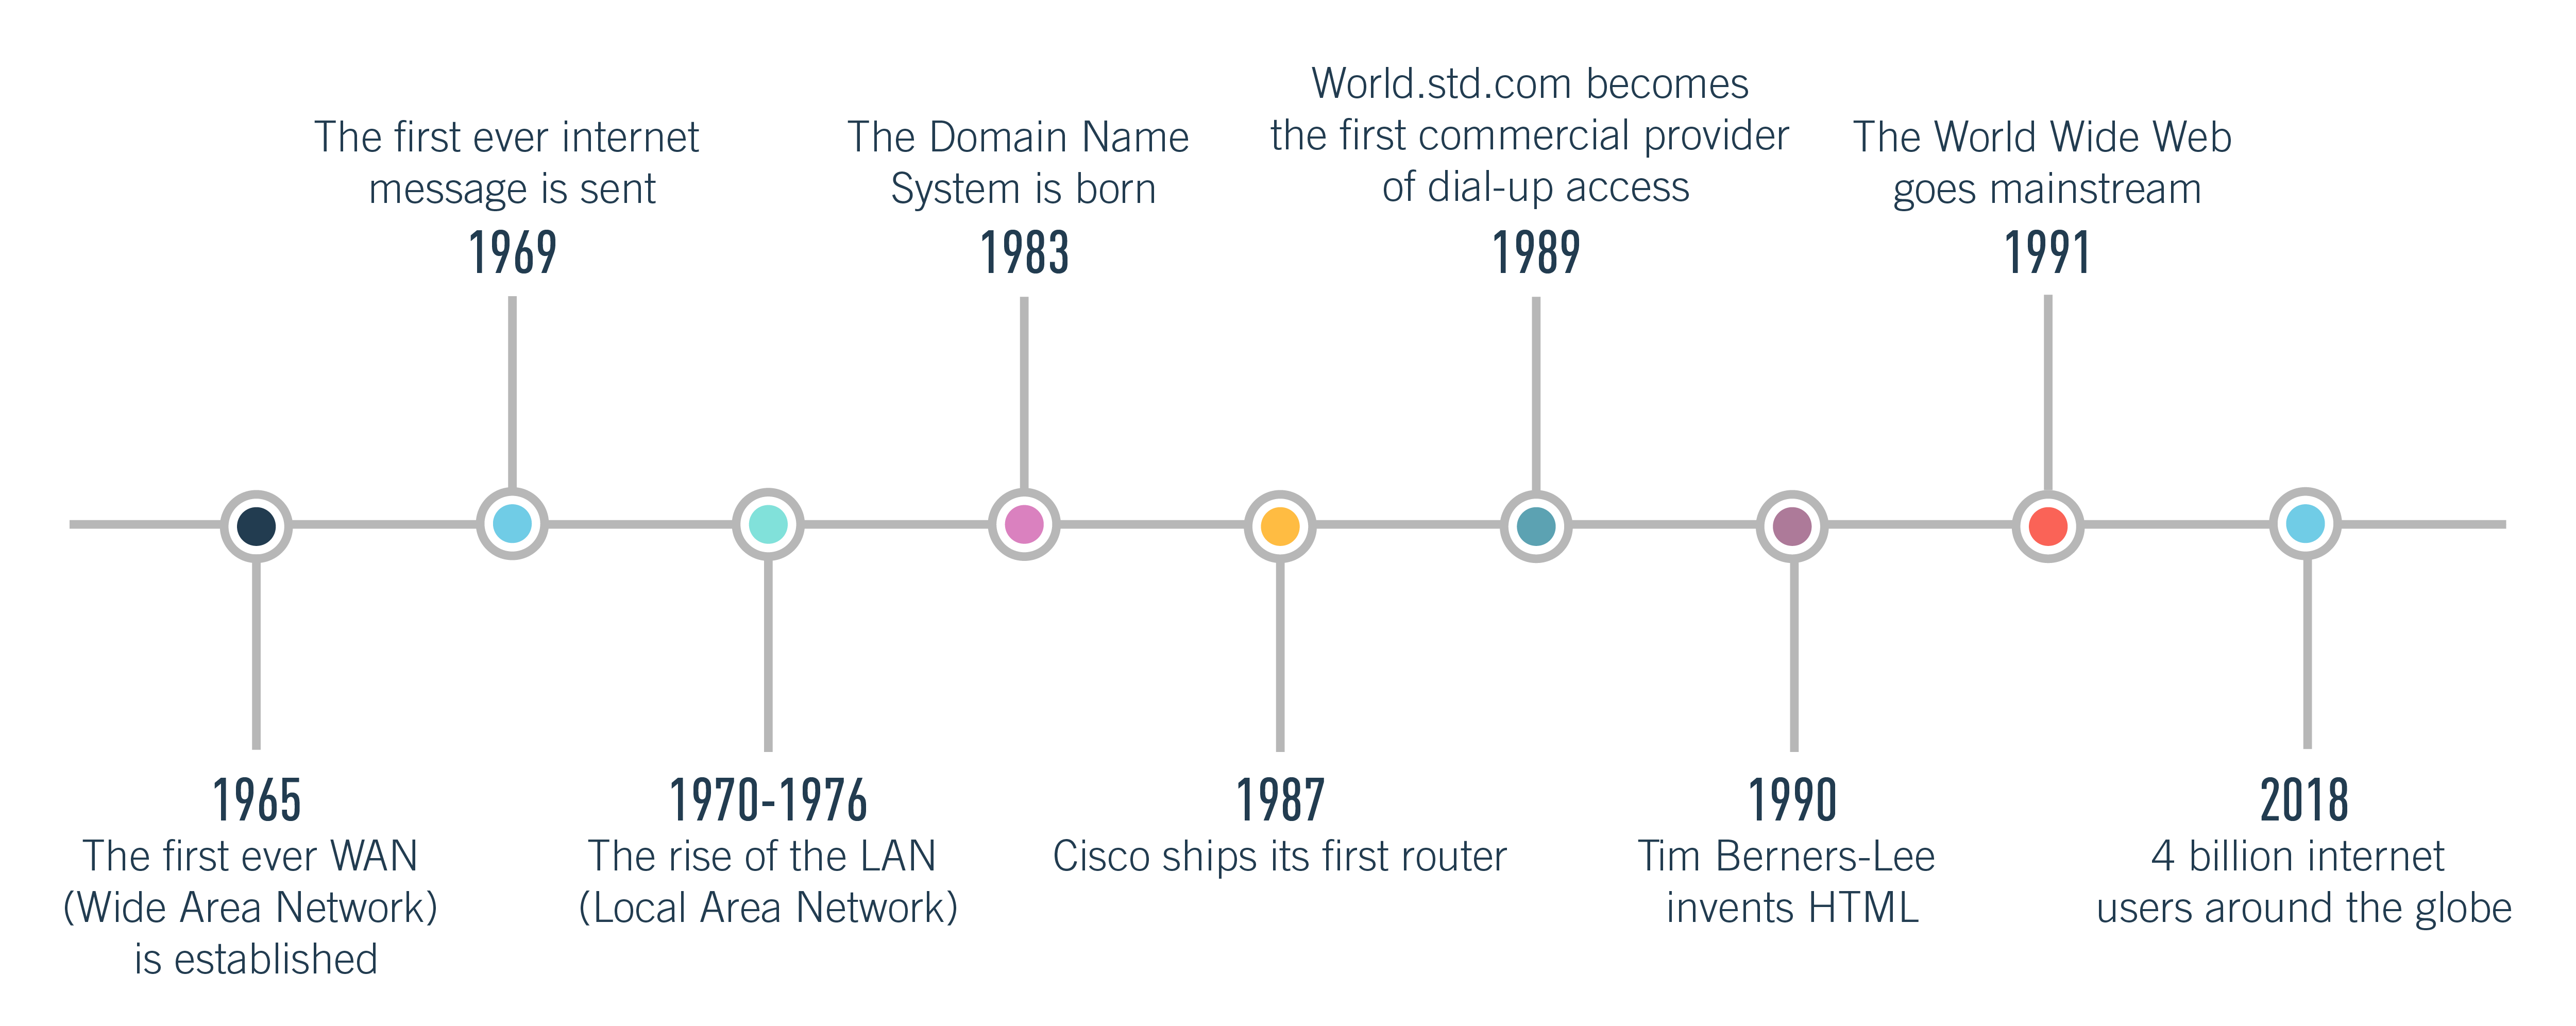 1965
The first ever WAN
(Wide Area Network)
is established
The first ever internet
message is sent
1969
1970-1976
The rise of the LAN
(Local Area Network)
The Domain Name
System is born
1983
1987
Cisco ships its first router
World.std.com becomes
the first commercial provider
of dial-up access
1989
1990
Tim Berners-Lee
invents HTML
The World Wide Web
goes mainstream
1991
2018
4 billion internet
users around the globe